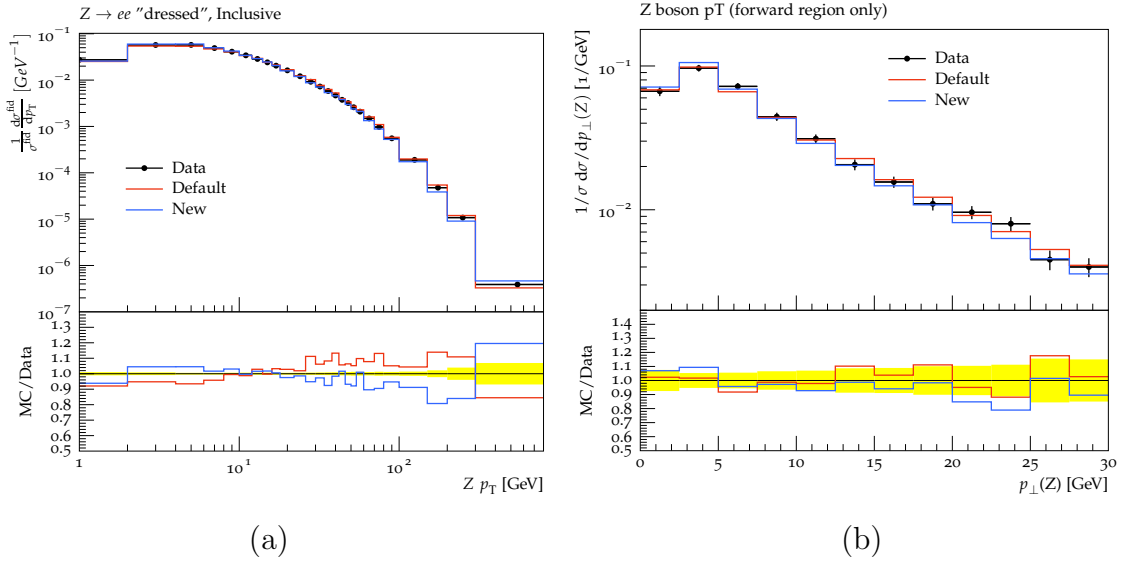 Z → ee ”dressed”, Inclusive
1/σ^fid dσ^fid/dp_T [GeV^−1]
10^−1
10^−2
10^−3
10^−4
10^−5
10^−6
10^−7
Data
Default
New
MC/Data
1.3
1.2
1.1
1.0
0.9
0.8
0.7
0.6
0.5
1 10^1 10^2
Z p_T [GeV]
(a)
Z boson pT (forward region only)
1/σ dσ/dp_⊥(Z) [1/GeV]
10^−1
10^−2
Data
Default
New
MC/Data
1.4
1.3
1.2
1.1
1.0
0.9
0.8
0.7
0.6
0.5
0 5 10 15 20 25 30
p_⊥(Z) [GeV]
(b)